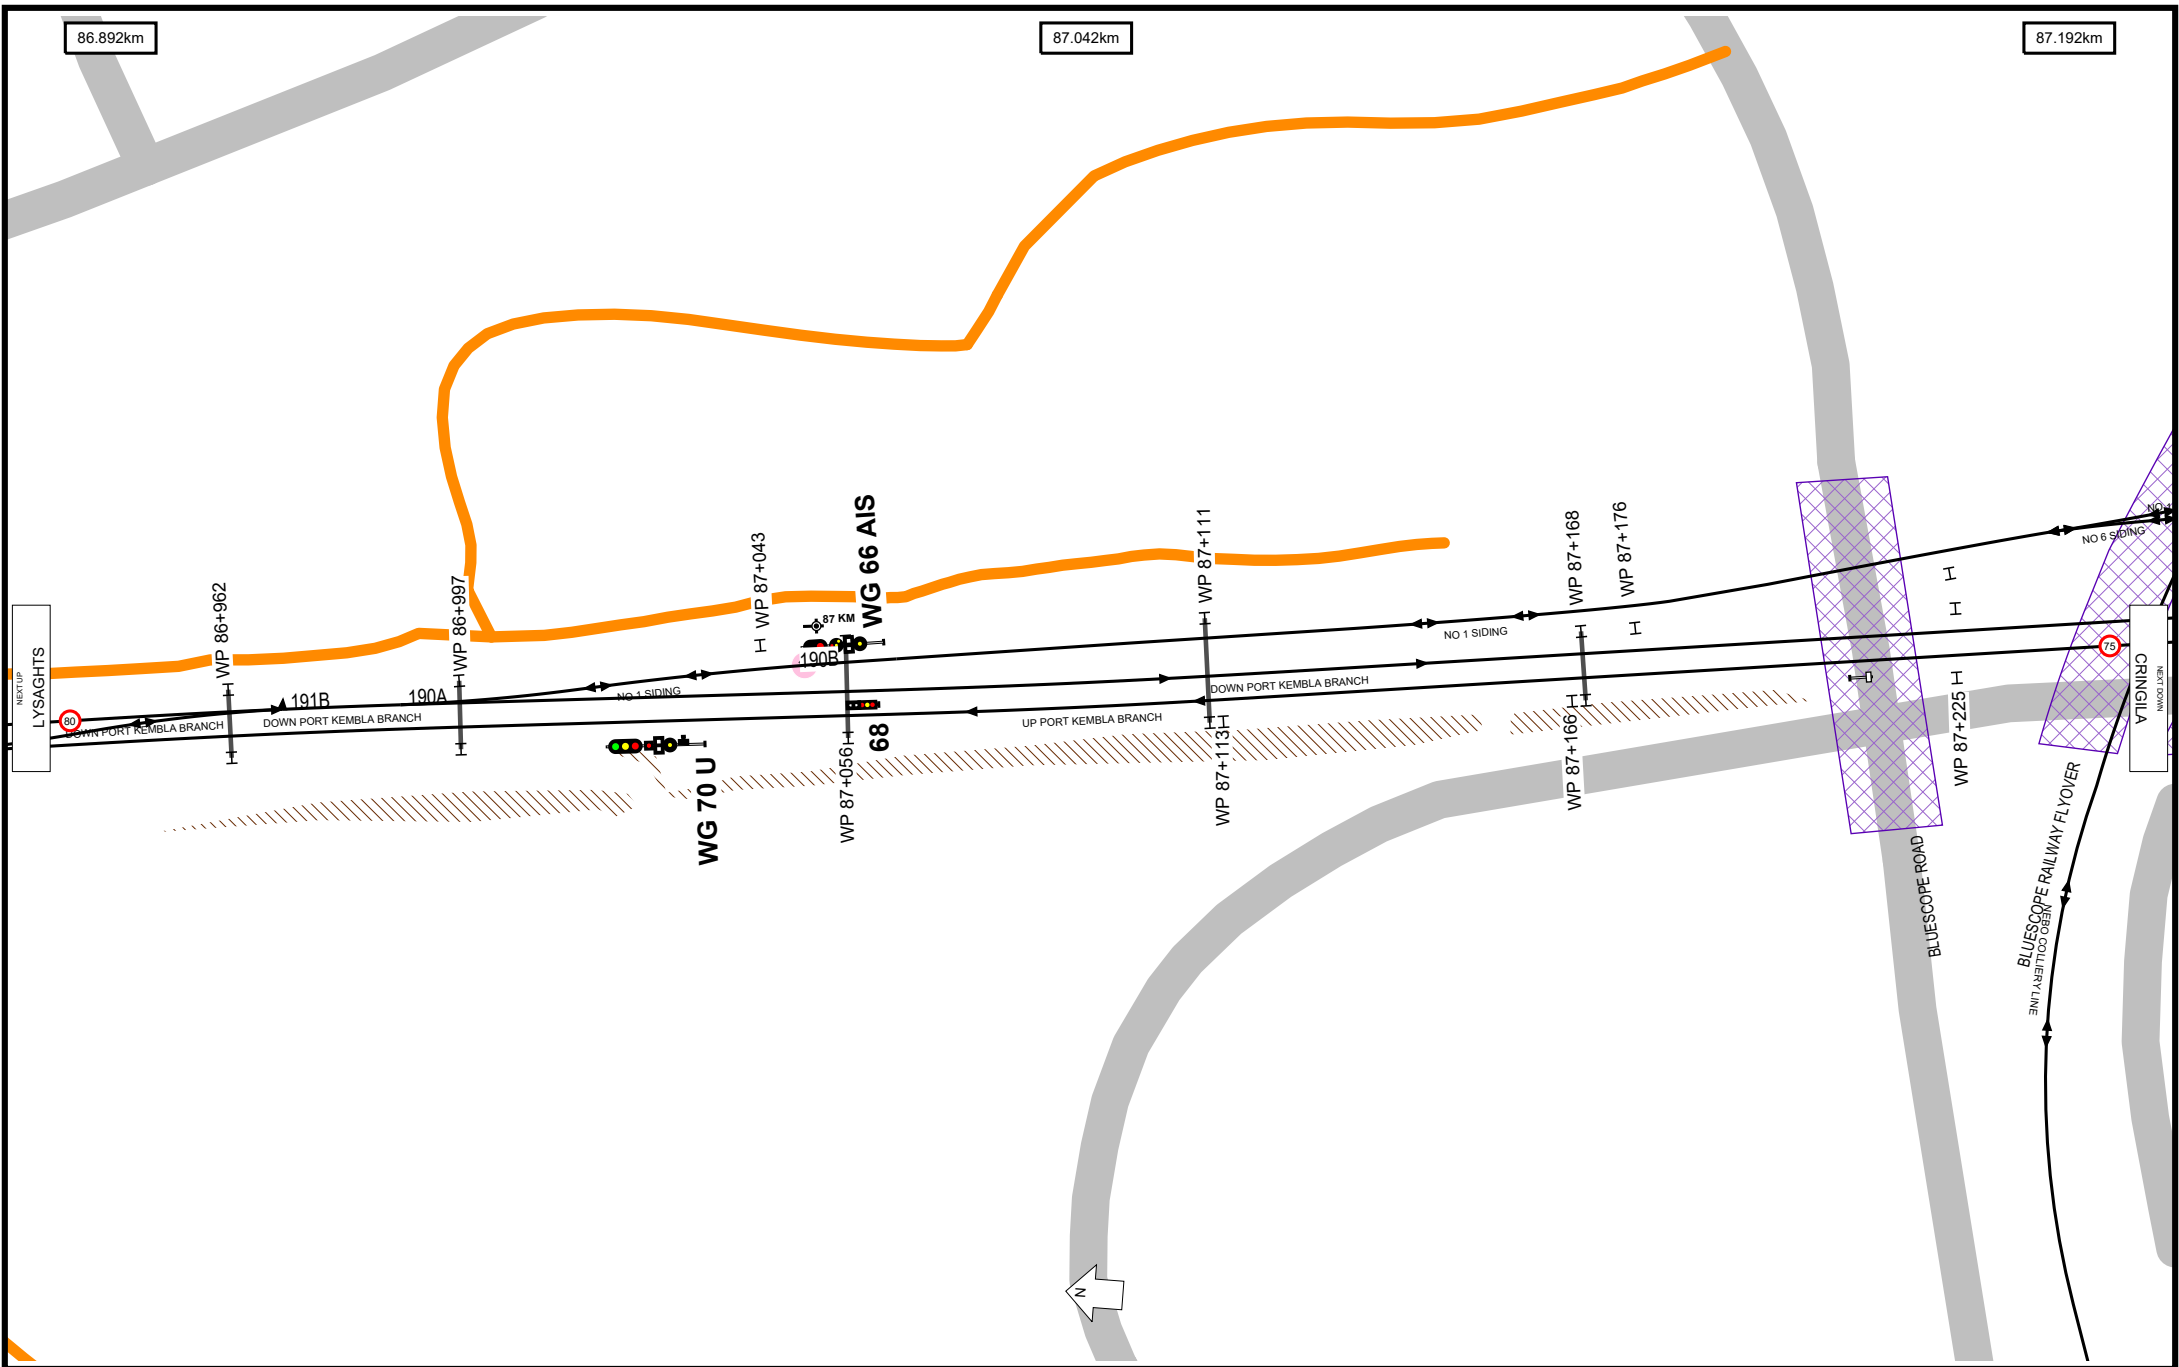 86.892km
87.042km
87.192km
WG 66 AIS
WP 87+111
WP 87+168
WP 87+176
WP 87+043
WP 86+962
WP 86+997
87 KM
190B
NO 6 SIDING
NO 1 SIDING
NEXT UP
LYSAGHTS
80
191B
190A
NO 1 SIDING
DOWN PORT KEMBLA BRANCH
DOWN PORT KEMBLA BRANCH
DOWN PORT KEMBLA BRANCH
UP PORT KEMBLA BRANCH
75
CRINGILA
NEXT DOWN
68
WG 70 U
WP 87+056
WP 87+113
WP 87+166
WP 87+225
BLUESCOPE ROAD
BLUESCOPE RAILWAY FLYOVER
NEBO COLLIERY LINE
N